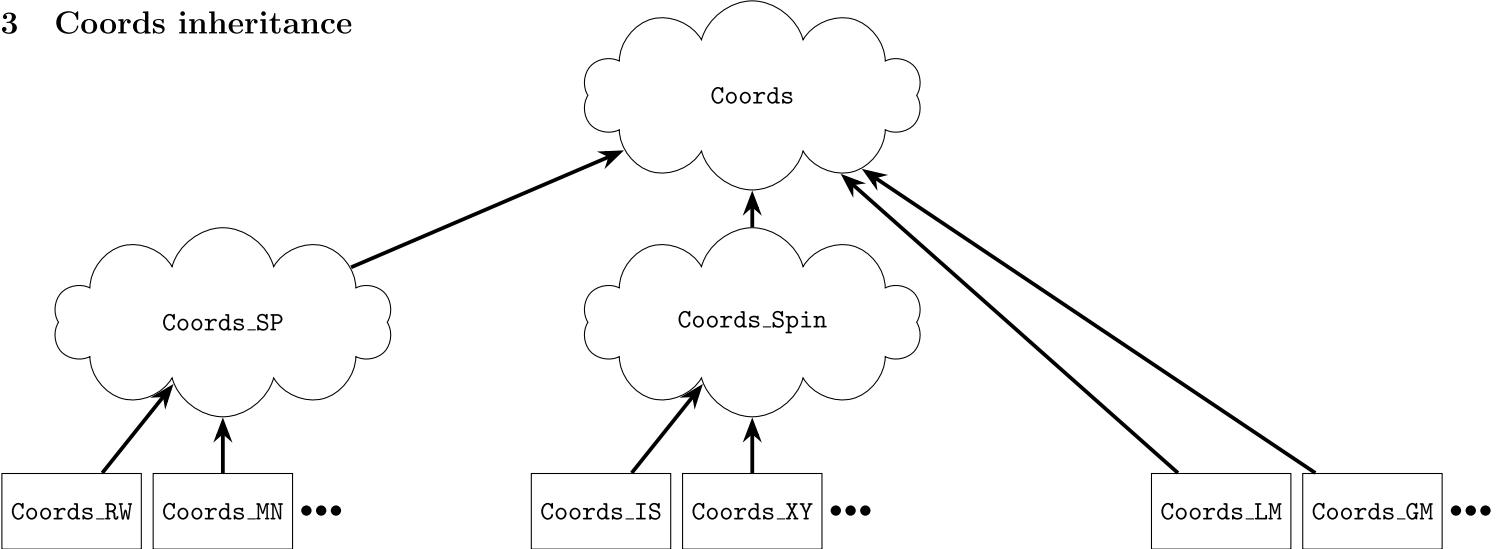 3 Coords inheritance
Coords
Coords_SP
Coords_Spin
Coords_RW
Coords_MN
•••
Coords_IS
Coords_XY
•••
Coords_LM
Coords_GM
•••